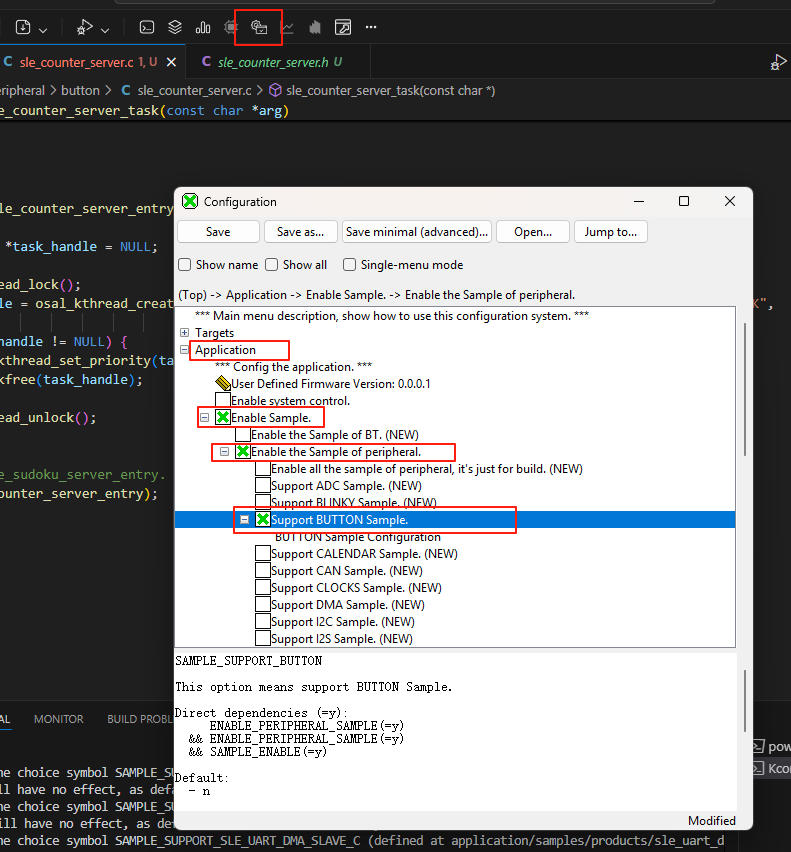 C sle_counter_server.c 1, U
C sle_counter_server.h U
ripheral > button > C sle_counter_server.c > sle_counter_server_task(const char *)
e_counter_server_task(const char *arg)
le_counter_server_entry
*task_handle = NULL;
ead_lock();
le = osal_kthread_creat
K",
handle != NULL) {
kthread_set_priority(ta
kfree(task_handle);
ead_unlock();
e_sudoku_server_entry.
ounter_server_entry);
Configuration
Save
Save as...
Save minimal (advanced)...
Open...
Jump to...
Show name
Show all
Single-menu mode
(Top) -> Application -> Enable Sample. -> Enable the Sample of peripheral.
*** Main menu description, show how to use this configuration system. ***
Targets
Application
*** Config the application. ***
User Defined Firmware Version: 0.0.0.1
Enable system control.
Enable Sample.
Enable the Sample of BT. (NEW)
Enable the Sample of peripheral.
Enable all the sample of peripheral, it's just for build. (NEW)
Support ADC Sample. (NEW)
Support BLINKY Sample. (NEW)
Support BUTTON Sample.
BUTTON Sample Configuration
Support CALENDAR Sample. (NEW)
Support CAN Sample. (NEW)
Support CLOCKS Sample. (NEW)
Support DMA Sample. (NEW)
Support I2C Sample. (NEW)
Support I2S Sample. (NEW)
SAMPLE_SUPPORT_BUTTON
This option means support BUTTON Sample.
Direct dependencies (=y):
ENABLE_PERIPHERAL_SAMPLE(=y)
&& ENABLE_PERIPHERAL_SAMPLE(=y)
&& SAMPLE_ENABLE(=y)
Default:
- n
Modified
AL
MONITOR
BUILD PROBL
pow
Kcon
he choice symbol SAMPLE_SU
ll have no effect, as defa
he choice symbol SAMPLE_SU
ll have no effect, as defa
he choice symbol SAMPLE_SUPPORT_SLE_UART_DMA_SLAVE_C (defined at application/samples/products/sle_uart_d